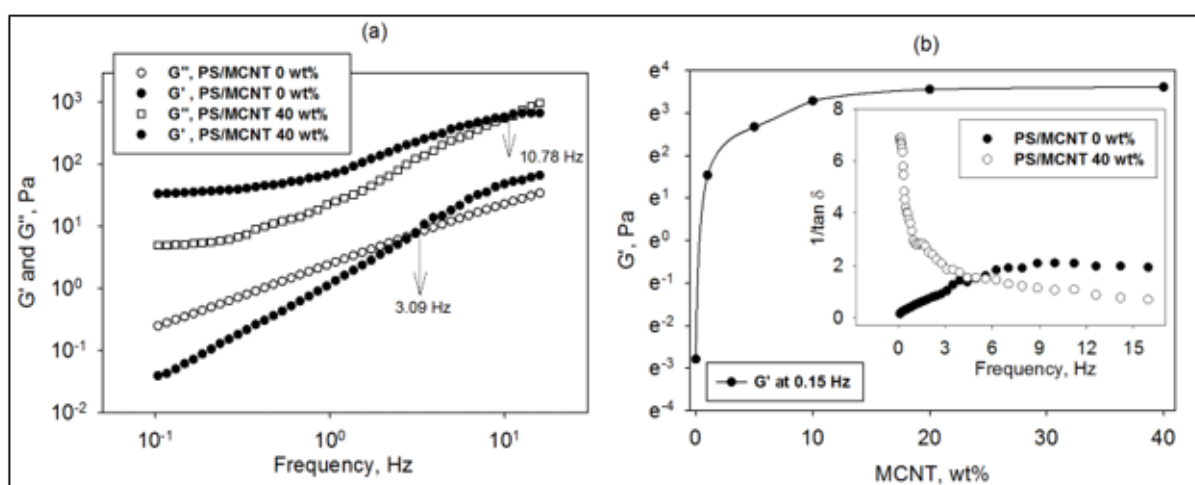 (a)
G'', PS/MCNT 0 wt%
G', PS/MCNT 0 wt%
G'', PS/MCNT 40 wt%
G' , PS/MCNT 40 wt%
10³
10²
10¹
10⁰
10⁻¹
10⁻²
G' and G'', Pa
10.78 Hz
3.09 Hz
10⁻¹ 10⁰ 10¹
Frequency, Hz
(b)
e⁴
e³
e²
e¹
e⁰
e⁻¹
e⁻²
e⁻³
e⁻⁴
G', Pa
G' at 0.15 Hz
0 10 20 30 40
MCNT, wt%
PS/MCNT 0 wt%
PS/MCNT 40 wt%
8
6
4
2
0
1/tan δ
0 3 6 9 12 15
Frequency, Hz